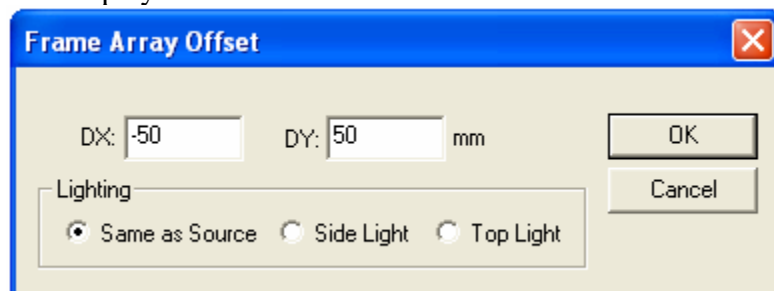 Frame Array Offset
DX: -50 DY: 50 mm OK
Lighting Cancel
Same as Source Side Light Top Light